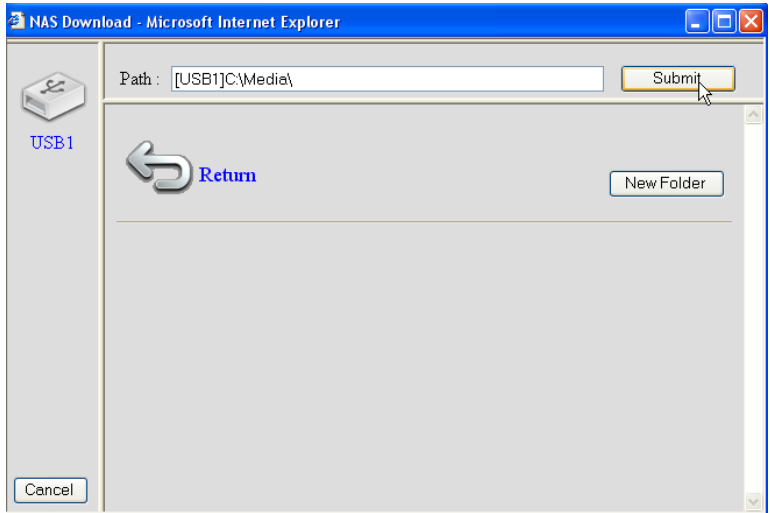 NAS Download - Microsoft Internet Explorer
Path : [USB1]C:\Media\ Submit
USB1
Return
New Folder
Cancel